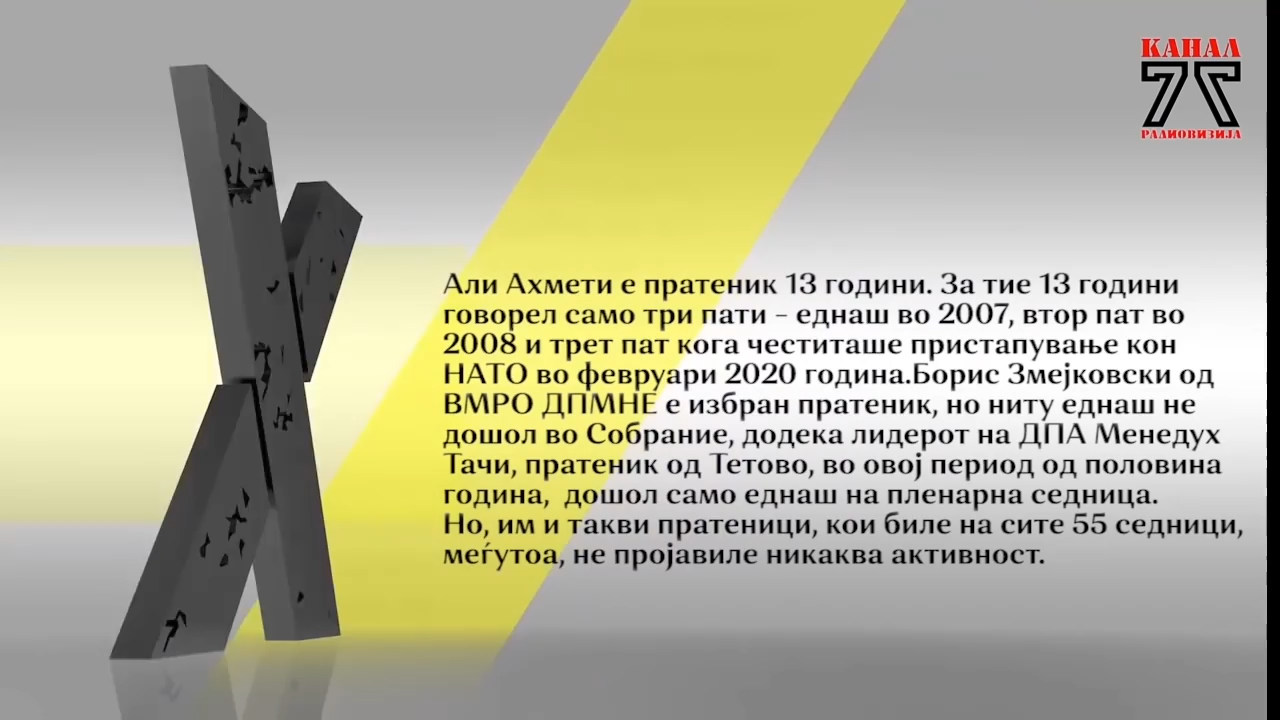 КАНАЛ
77
РАДИОВИЗИЈА
Али Ахмети е пратеник 13 години. За тие 13 години
говорел само три пати – еднаш во 2007, втор пат во
2008 и трет пат кога честиташе пристапување кон
НАТО во февруари 2020 година.Борис Змејковски од
ВМРО ДПМНЕ е избран пратеник, но ниту еднаш не
дошол во Собрание, додека лидерот на ДПА Менедух
Тачи, пратеник од Тетово, во овој период од половина
година,  дошол само еднаш на пленарна седница.
Но, им и такви пратеници, кои биле на сите 55 седници,
меѓутоа, не пројавиле никаква активност.